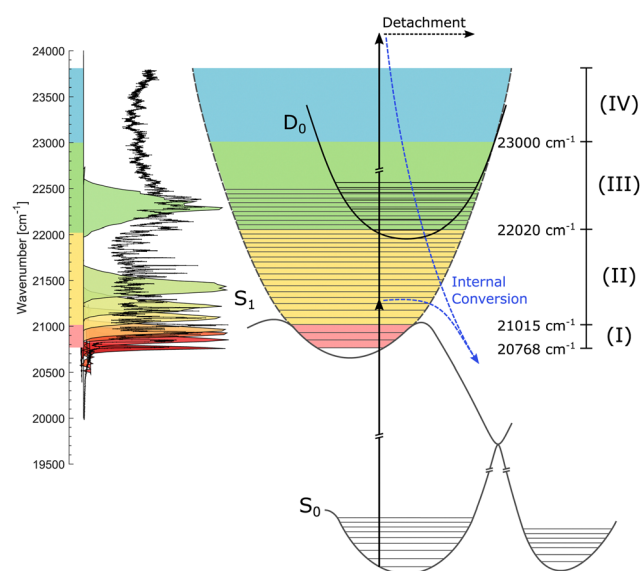 Detachment
24000
23500
23000
22500
22000
21500
21000
20500
20000
19500
Wavenumber [cm⁻¹]
D₀
S₁
S₀
Internal
Conversion
(IV)
23000 cm⁻¹
(III)
22020 cm⁻¹
(II)
21015 cm⁻¹
(I)
20768 cm⁻¹